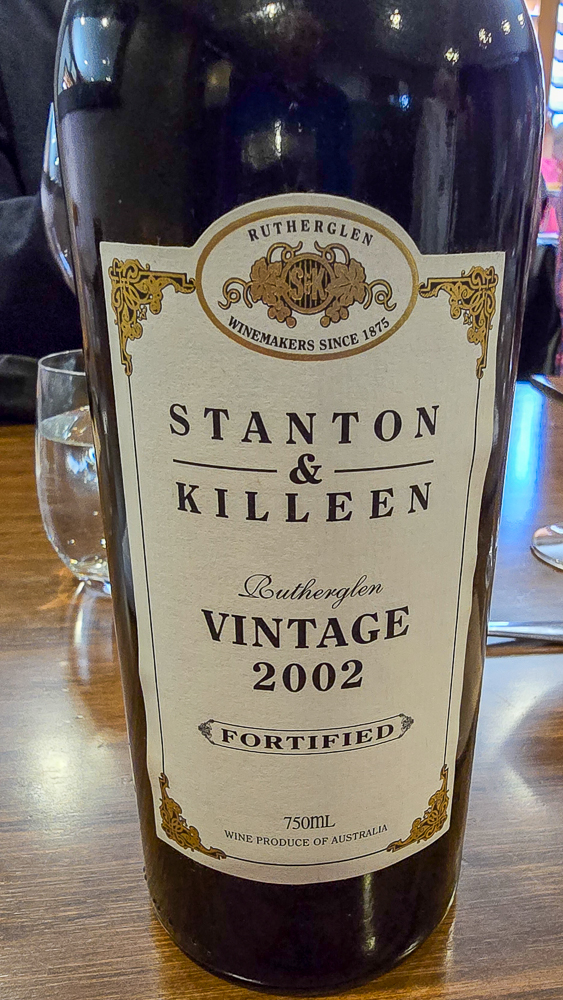 RUTHERGLEN
S&K
WINEMAKERS SINCE 1875
STANTON
&
KILLEEN
Rutherglen
VINTAGE
2002
FORTIFIED
750mL
WINE PRODUCE OF AUSTRALIA